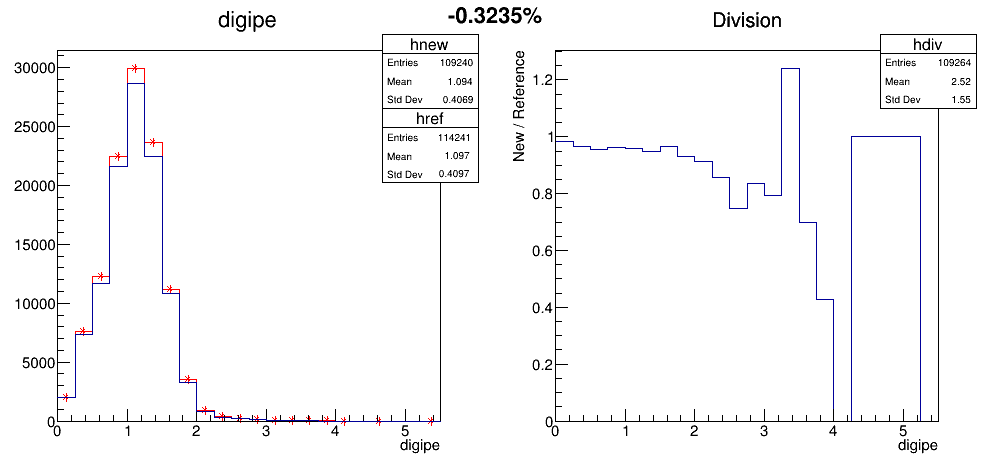 -0.3235%
digipe
hnew
Entries 109240
Mean 1.094
Std Dev 0.4069
href
Entries 114241
Mean 1.097
Std Dev 0.4097
30000
25000
20000
15000
10000
5000
0
0 1 2 3 4 5
digipe
Division
hdiv
Entries 109264
Mean 2.52
Std Dev 1.55
New / Reference
1.2
1
0.8
0.6
0.4
0.2
0
0 1 2 3 4 5
digipe